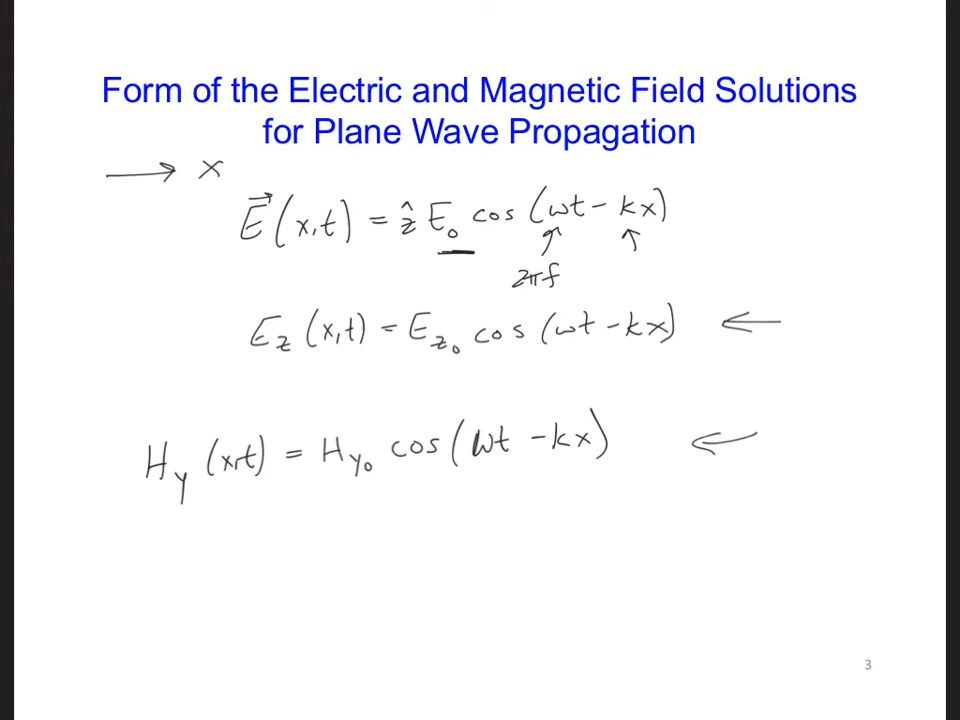 Form of the Electric and Magnetic Field Solutions
for Plane Wave Propagation
→ x
E⃗(x,t) = ẑ E₀ cos(ωt − kx)
2πf
E_z (x,t) = E_z₀ cos(ωt − kx) ←
H_y (x,t) = H_y₀ cos(ωt − kx) ←
3